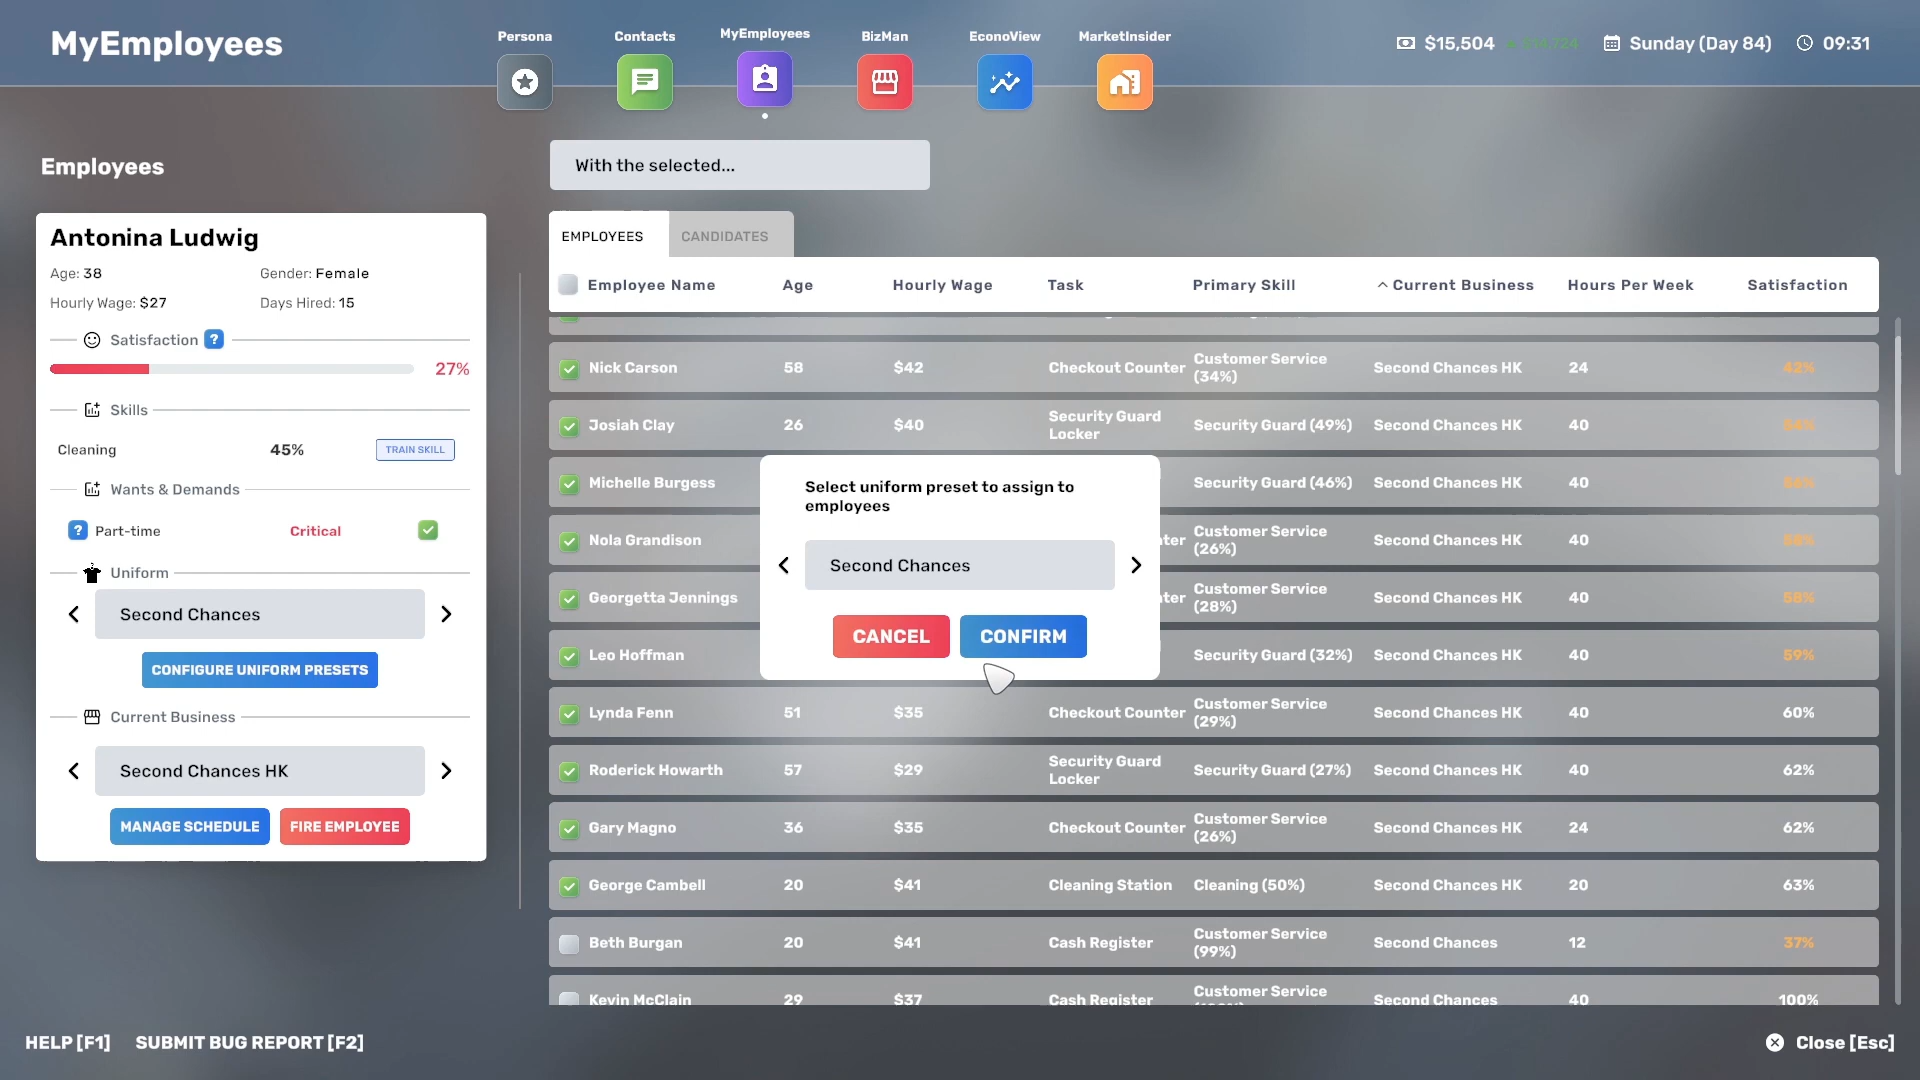 MyEmployees
Persona
Contacts
MyEmployees
BizMan
EconoView
MarketInsider
$15,504
Sunday (Day 84)
09:31
Employees
With the selected...
Antonina Ludwig
Age: 38
Gender: Female
Hourly Wage: $27
Days Hired: 15
Satisfaction ?
27%
Skills
Cleaning 45% TRAIN SKILL
Wants & Demands
? Part-time Critical
Uniform
Second Chances
CONFIGURE UNIFORM PRESETS
Current Business
Second Chances HK
MANAGE SCHEDULE FIRE EMPLOYEE
EMPLOYEES CANDIDATES
Employee Name Age Hourly Wage Task Primary Skill Current Business Hours Per Week Satisfaction
Nick Carson 58 $42 Checkout Counter Customer Service (34%) Second Chances HK 24 42%
Josiah Clay 26 $40 Security Guard Locker Security Guard (49%) Second Chances HK 40
Michelle Burgess Security Guard (46%) Second Chances HK 40
Nola Grandison nter Customer Service (26%) Second Chances HK 40
Georgetta Jennings nter Customer Service (28%) Second Chances HK 40 58%
Leo Hoffman Security Guard (32%) Second Chances HK 40 59%
Lynda Fenn 51 $35 Checkout Counter Customer Service (29%) Second Chances HK 40 60%
Roderick Howarth 57 $29 Security Guard Locker Security Guard (27%) Second Chances HK 40 62%
Gary Magno 36 $35 Checkout Counter Customer Service (26%) Second Chances HK 24 62%
George Cambell 20 $41 Cleaning Station Cleaning (50%) Second Chances HK 20 63%
Beth Burgan 20 $41 Cash Register Customer Service (99%) Second Chances 12 37%
Kevin McClain 29 $37 Cash Register Customer Service Second Chances 40 100%
Select uniform preset to assign to
employees
Second Chances
CANCEL CONFIRM
HELP [F1] SUBMIT BUG REPORT [F2]
Close [Esc]